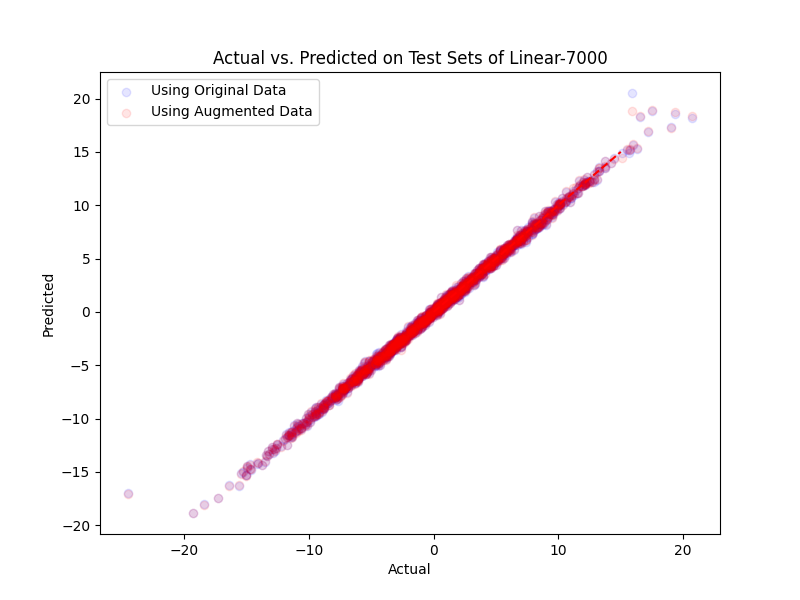 Actual vs. Predicted on Test Sets of Linear-7000
Using Original Data
Using Augmented Data
Predicted
20
15
10
5
0
−5
−10
−15
−20
−20
−10
0
10
20
Actual